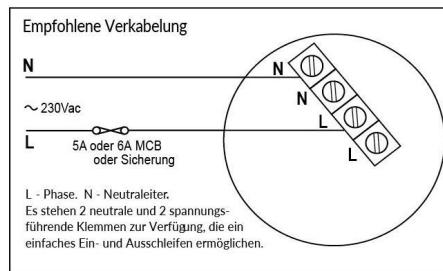 Empfohlene Verkabelung
N
N
N
~ 230Vac
L
L
L
5A oder 6A MCB
oder Sicherung
L - Phase. N - Neutraleiter.
Es stehen 2 neutrale und 2 spannungs-
führende Klemmen zur Verfügung, die ein
einfaches Ein- und Ausschleifen ermöglichen.